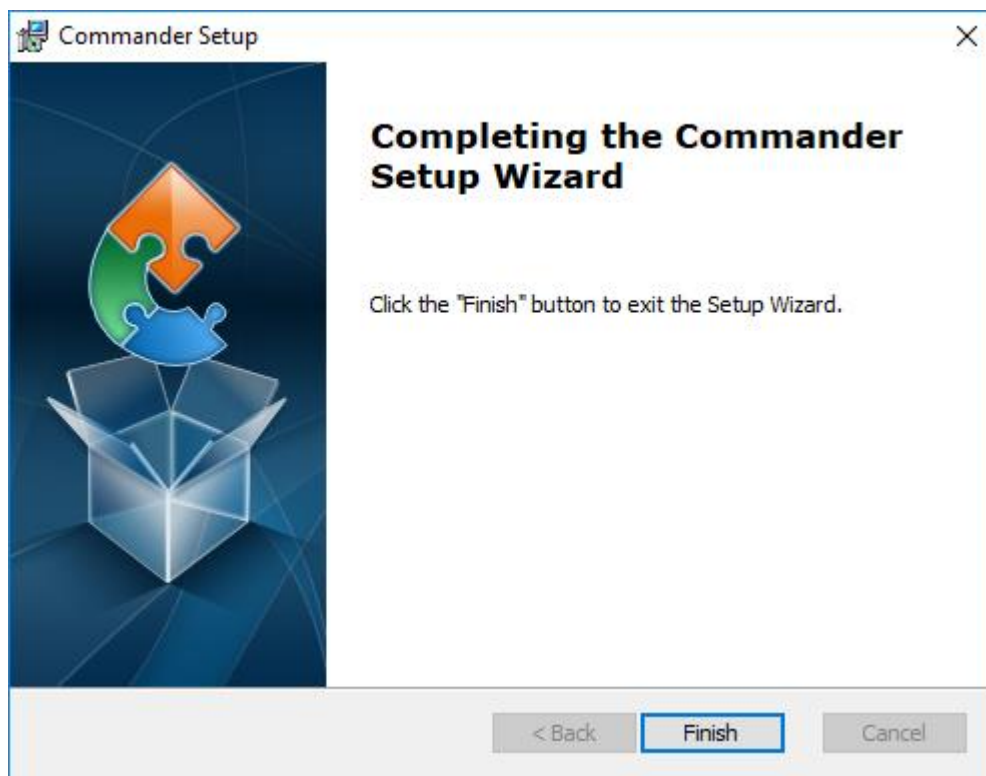 Commander Setup
Completing the Commander
Setup Wizard
Click the "Finish" button to exit the Setup Wizard.
< Back
Finish
Cancel